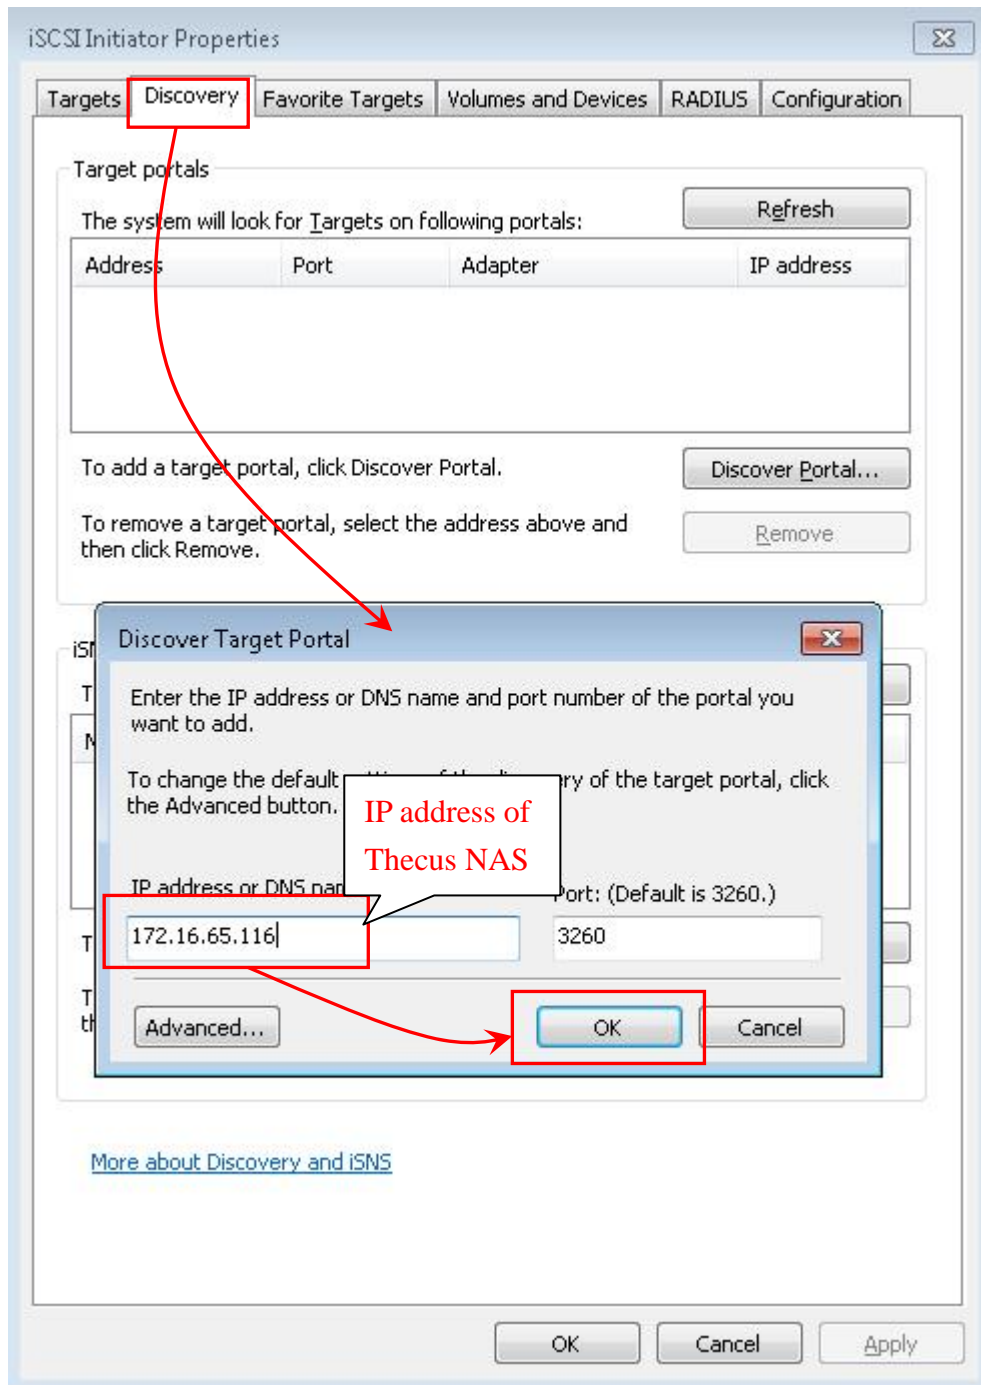 iSCSI Initiator Properties
Targets Discovery Favorite Targets Volumes and Devices RADIUS Configuration
Target portals
The system will look for Targets on following portals:
Refresh
Address Port Adapter IP address
To add a target portal, click Discover Portal.
Discover Portal...
To remove a target portal, select the address above and
then click Remove.
Remove
Discover Target Portal
Enter the IP address or DNS name and port number of the portal you
want to add.
To change the default of the target portal, click
the Advanced button.
IP address of
Thecus NAS
IP address or DNS
Port: (Default is 3260.)
172.16.65.116
3260
Advanced...
OK
Cancel
More about Discovery and iSNS
OK
Cancel
Apply